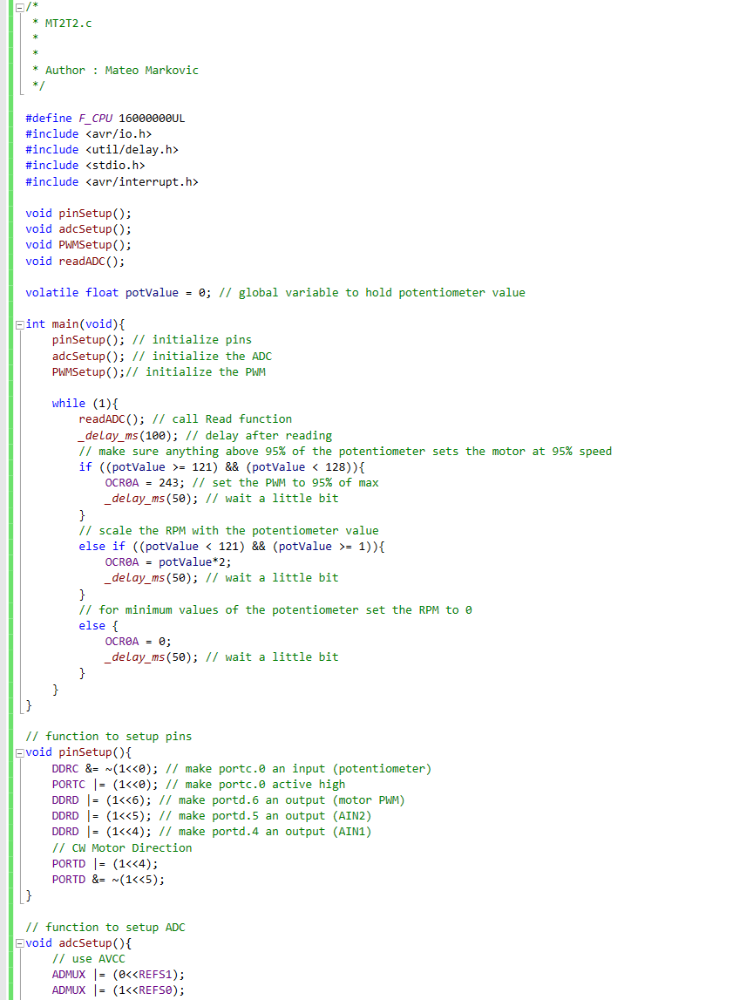 /*
 * MT2T2.c
 *
 *
 * Author : Mateo Markovic
 */

#define F_CPU 16000000UL
#include <avr/io.h>
#include <util/delay.h>
#include <stdio.h>
#include <avr/interrupt.h>

void pinSetup();
void adcSetup();
void PWMSetup();
void readADC();

volatile float potValue = 0; // global variable to hold potentiometer value

int main(void){
    pinSetup(); // initialize pins
    adcSetup(); // initialize the ADC
    PWMSetup();// initialize the PWM

    while (1){
        readADC(); // call Read function
        _delay_ms(100); // delay after reading
        // make sure anything above 95% of the potentiometer sets the motor at 95% speed
        if ((potValue >= 121) && (potValue < 128)){
            OCR0A = 243; // set the PWM to 95% of max
            _delay_ms(50); // wait a little bit
        }
        // scale the RPM with the potentiometer value
        else if ((potValue < 121) && (potValue >= 1)){
            OCR0A = potValue*2;
            _delay_ms(50); // wait a little bit
        }
        // for minimum values of the potentiometer set the RPM to 0
        else {
            OCR0A = 0;
            _delay_ms(50); // wait a little bit
        }
    }
}

// function to setup pins
void pinSetup(){
    DDRC &= ~(1<<0); // make portc.0 an input (potentiometer)
    PORTC |= (1<<0); // make portc.0 active high
    DDRD |= (1<<6); // make portd.6 an output (motor PWM)
    DDRD |= (1<<5); // make portd.5 an output (AIN2)
    DDRD |= (1<<4); // make portd.4 an output (AIN1)
    // CW Motor Direction
    PORTD |= (1<<4);
    PORTD &= ~(1<<5);
}

// function to setup ADC
void adcSetup(){
    // use AVCC
    ADMUX |= (0<<REFS1);
    ADMUX |= (1<<REFS0);